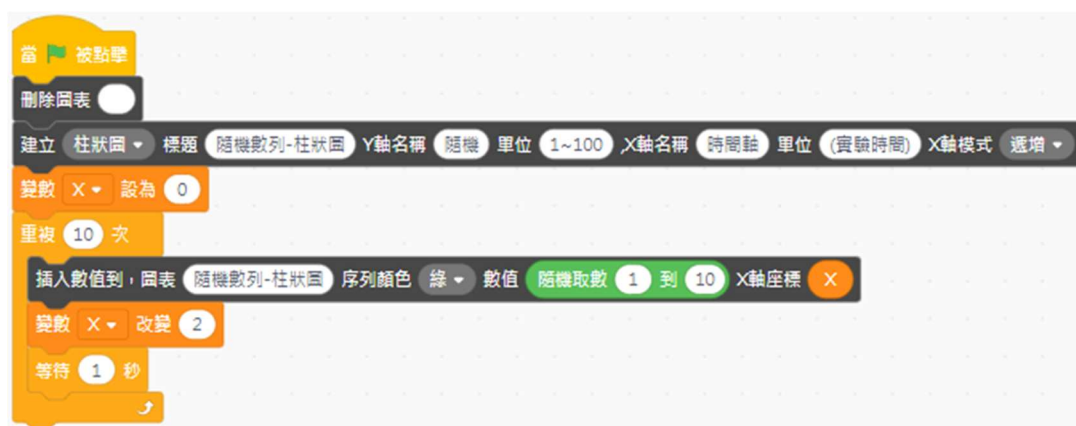 當 被點擊
刪除圖表
建立 柱狀圖 標題 隨機數列-柱狀圖 Y軸名稱 隨機 單位 1~100 ,X軸名稱 時間軸 單位 (實驗時間) X軸模式 遞增
變數 X 設為 0
重複 10 次
插入數值到,圖表 隨機數列-柱狀圖 序列顏色 綠 數值 隨機取數 1 到 10 X軸座標 X
變數 X 改變 2
等待 1 秒